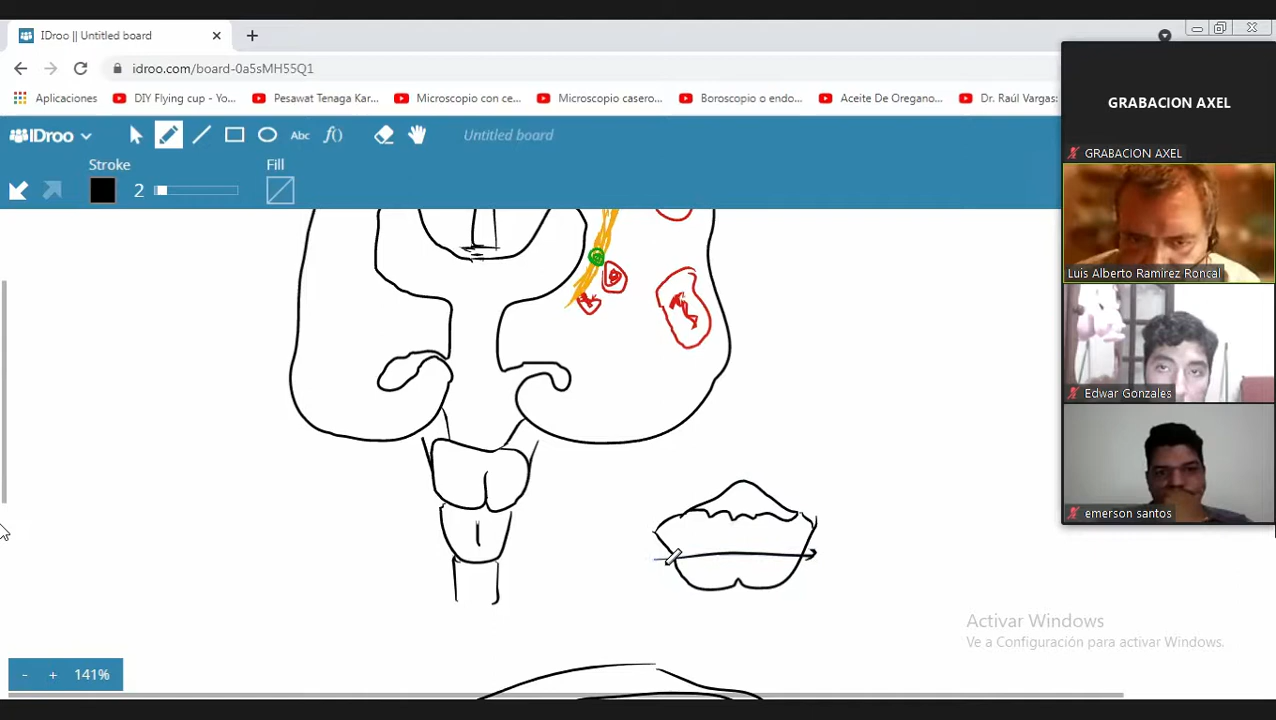 IDroo || Untitled board
idroo.com/board-0a5sMH55Q1
Aplicaciones
DIY Flying cup - Yo...
Pesawat Tenaga Kar...
Microscopio con ce...
Microscopio casero...
Boroscopio o endo...
Aceite De Oregano...
Dr. Raúl Vargas:
IDroo
Abc
f()
Untitled board
Stroke
Fill
2
GRABACION AXEL
GRABACION AXEL
Luis Alberto Ramirez Roncal
Edwar Gonzales
emerson santos
Activar Windows
Ve a Configuración para activar Windows.
- + 141%